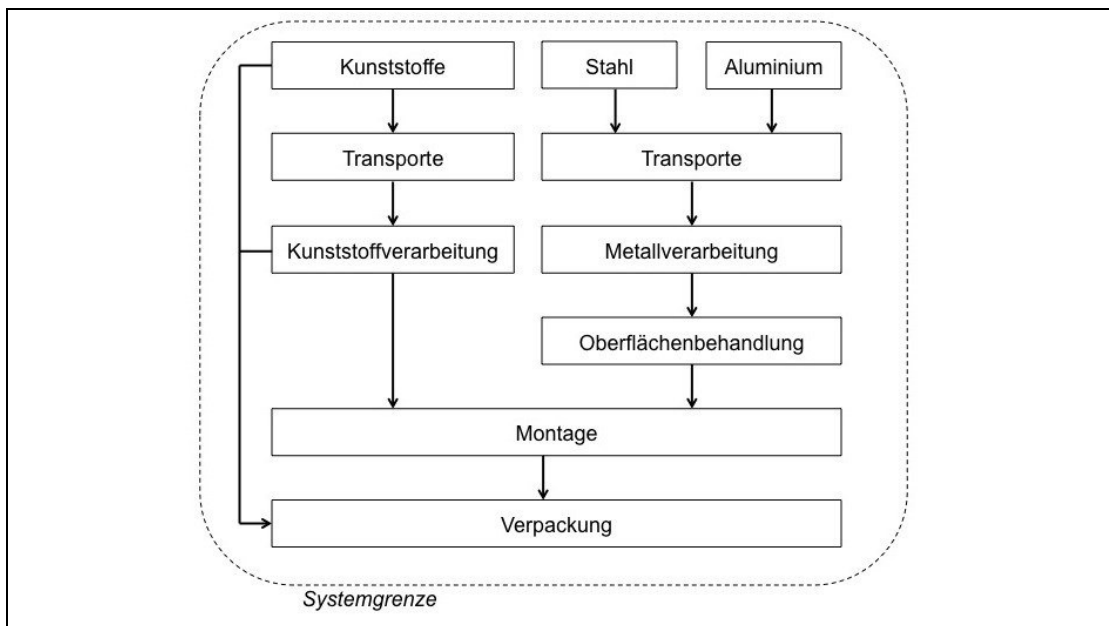 Kunststoffe
Stahl
Aluminium
Transporte
Transporte
Kunststoffverarbeitung
Metallverarbeitung
Oberflächenbehandlung
Montage
Verpackung
Systemgrenze